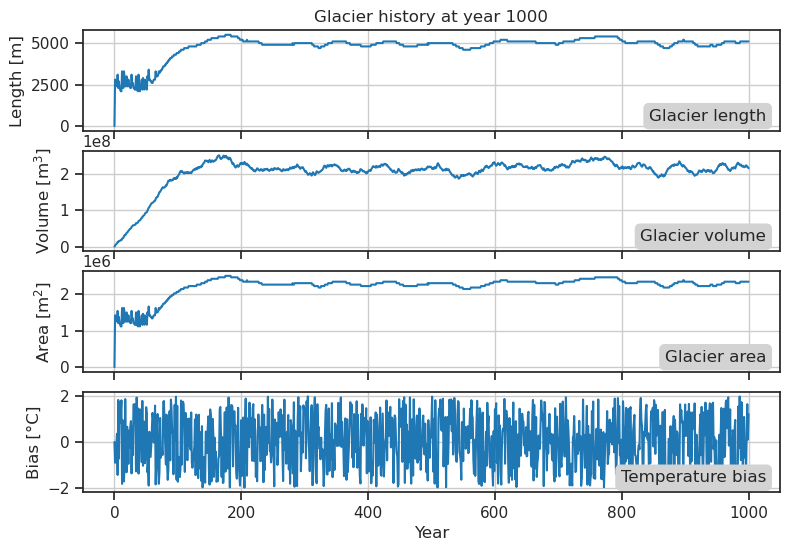 Glacier history at year 1000
Length [m]
5000
2500
0
Glacier length
1e8
Volume [m³]
2
1
0
Glacier volume
1e6
Area [m²]
2
1
0
Glacier area
Bias [°C]
2
0
−2
Temperature bias
0 200 400 600 800 1000
Year